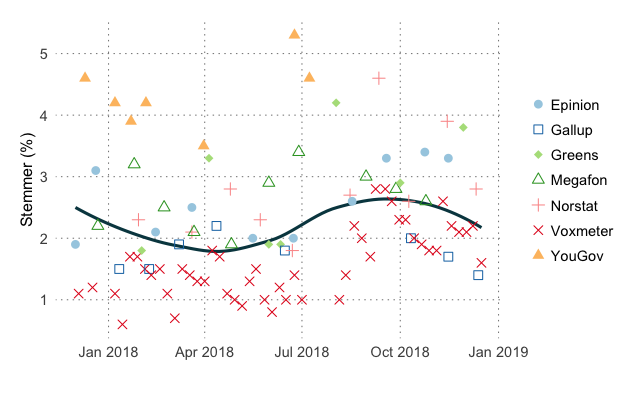 5
4
3
2
1
Stemmer (%)
Jan 2018
Apr 2018
Jul 2018
Oct 2018
Jan 2019
Epinion
Gallup
Greens
Megafon
Norstat
Voxmeter
YouGov